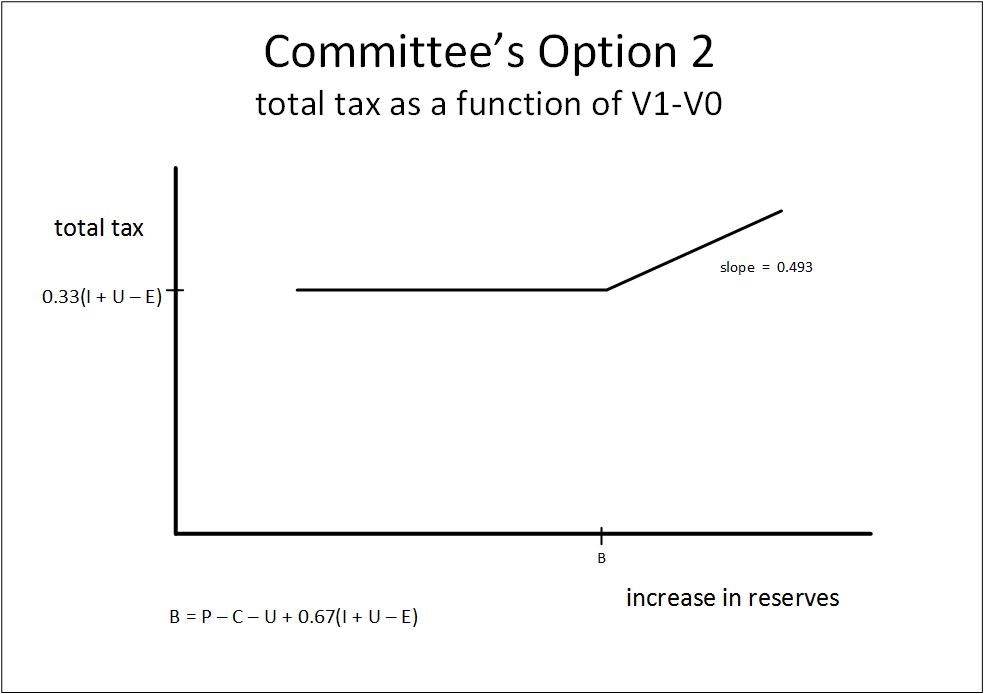 Committee’s Option 2
total tax as a function of V1-V0
total tax
0.33(I + U – E)
slope = 0.493
B
increase in reserves
B = P – C – U + 0.67(I + U – E)